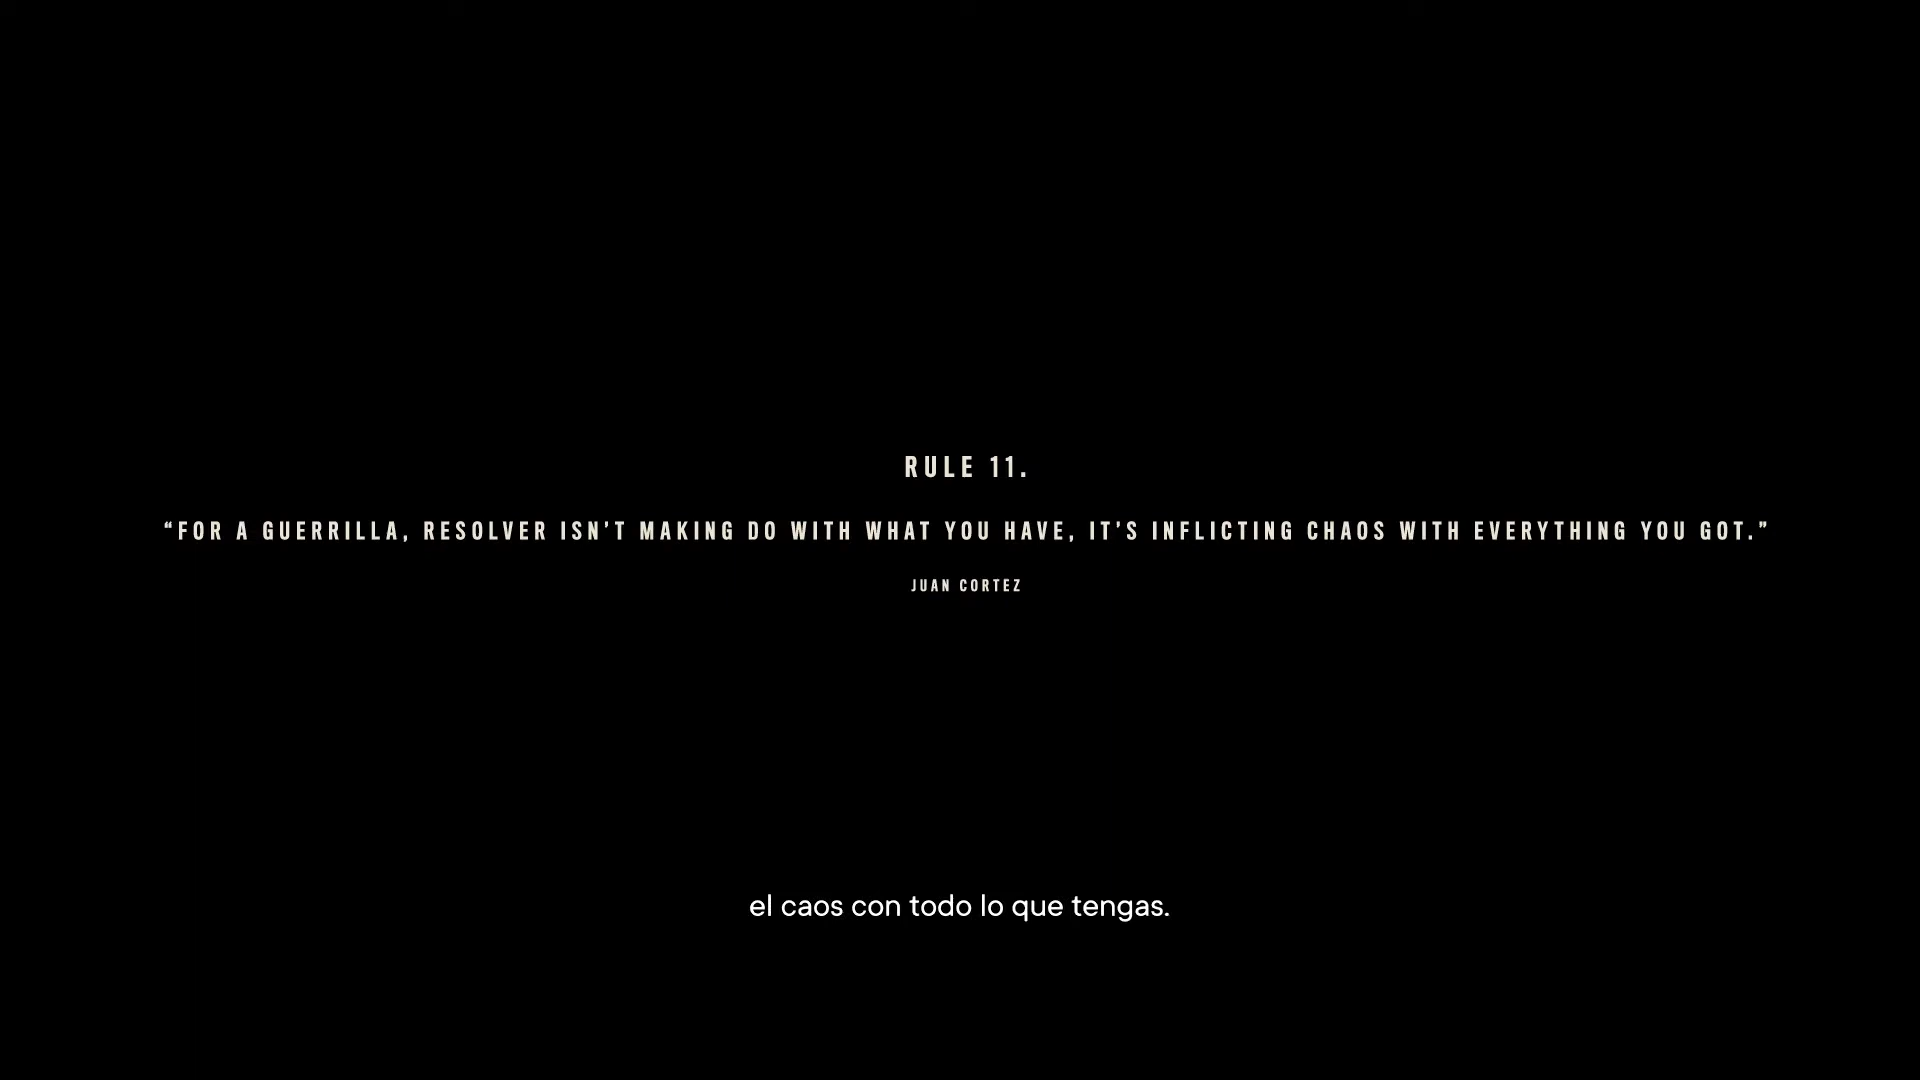 RULE 11.
“FOR A GUERRILLA, RESOLVER ISN’T MAKING DO WITH WHAT YOU HAVE, IT’S INFLICTING CHAOS WITH EVERYTHING YOU GOT.”
JUAN CORTEZ
el caos con todo lo que tengas.